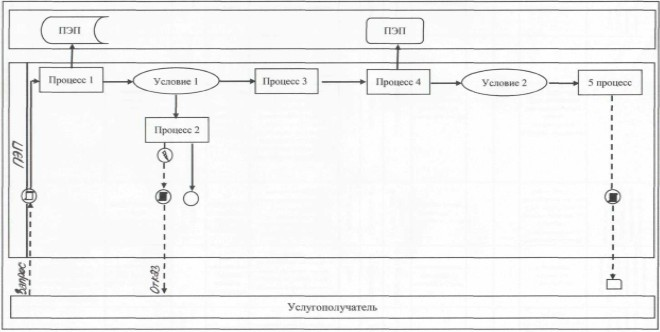 ПЭП
ПЭП
Процесс 1
Условие 1
Процесс 3
Процесс 4
Условие 2
5 процесс
Процесс 2
ПЭП
Запрос
Отказ
Услугополучатель